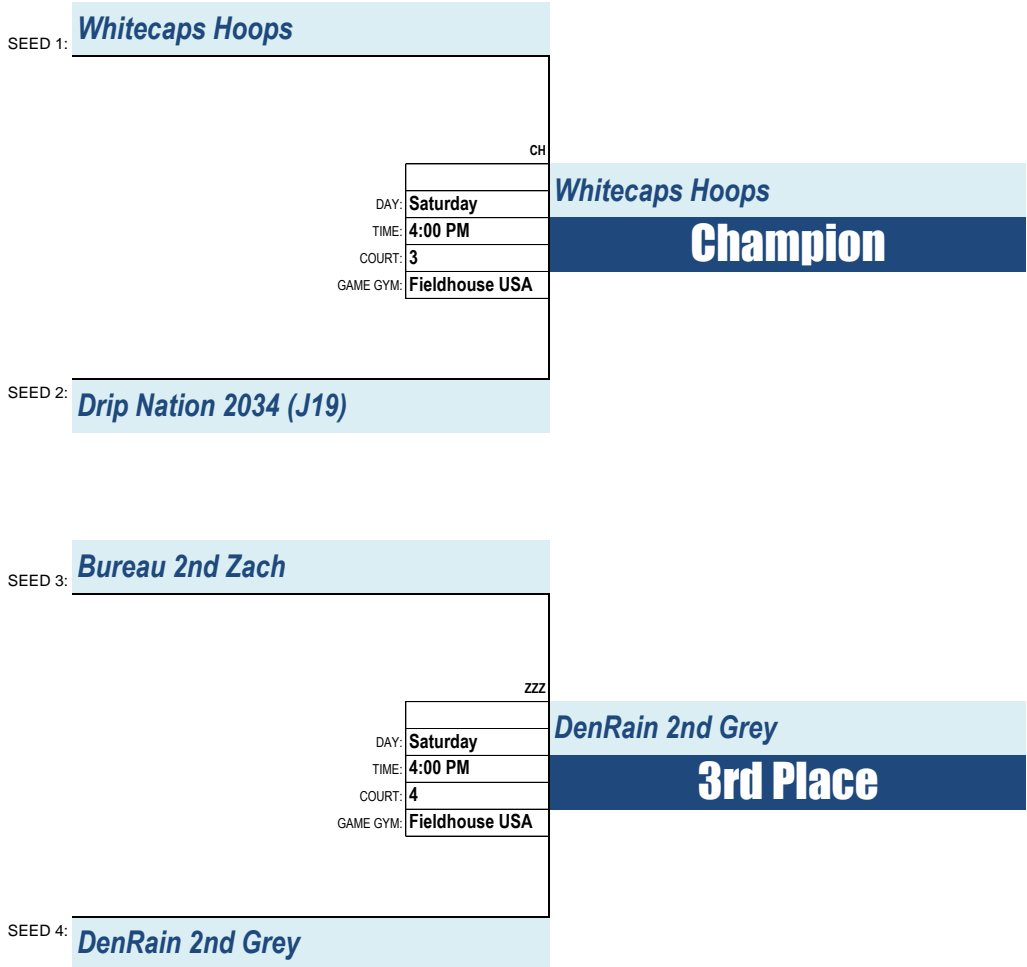 SEED 1: Whitecaps Hoops
CH
Whitecaps Hoops
DAY: Saturday
Champion
TIME: 4:00 PM
COURT: 3
GAME GYM: Fieldhouse USA
SEED 2: Drip Nation 2034 (J19)
SEED 3: Bureau 2nd Zach
ZZZ
DenRain 2nd Grey
DAY: Saturday
3rd Place
TIME: 4:00 PM
COURT: 4
GAME GYM: Fieldhouse USA
SEED 4: DenRain 2nd Grey